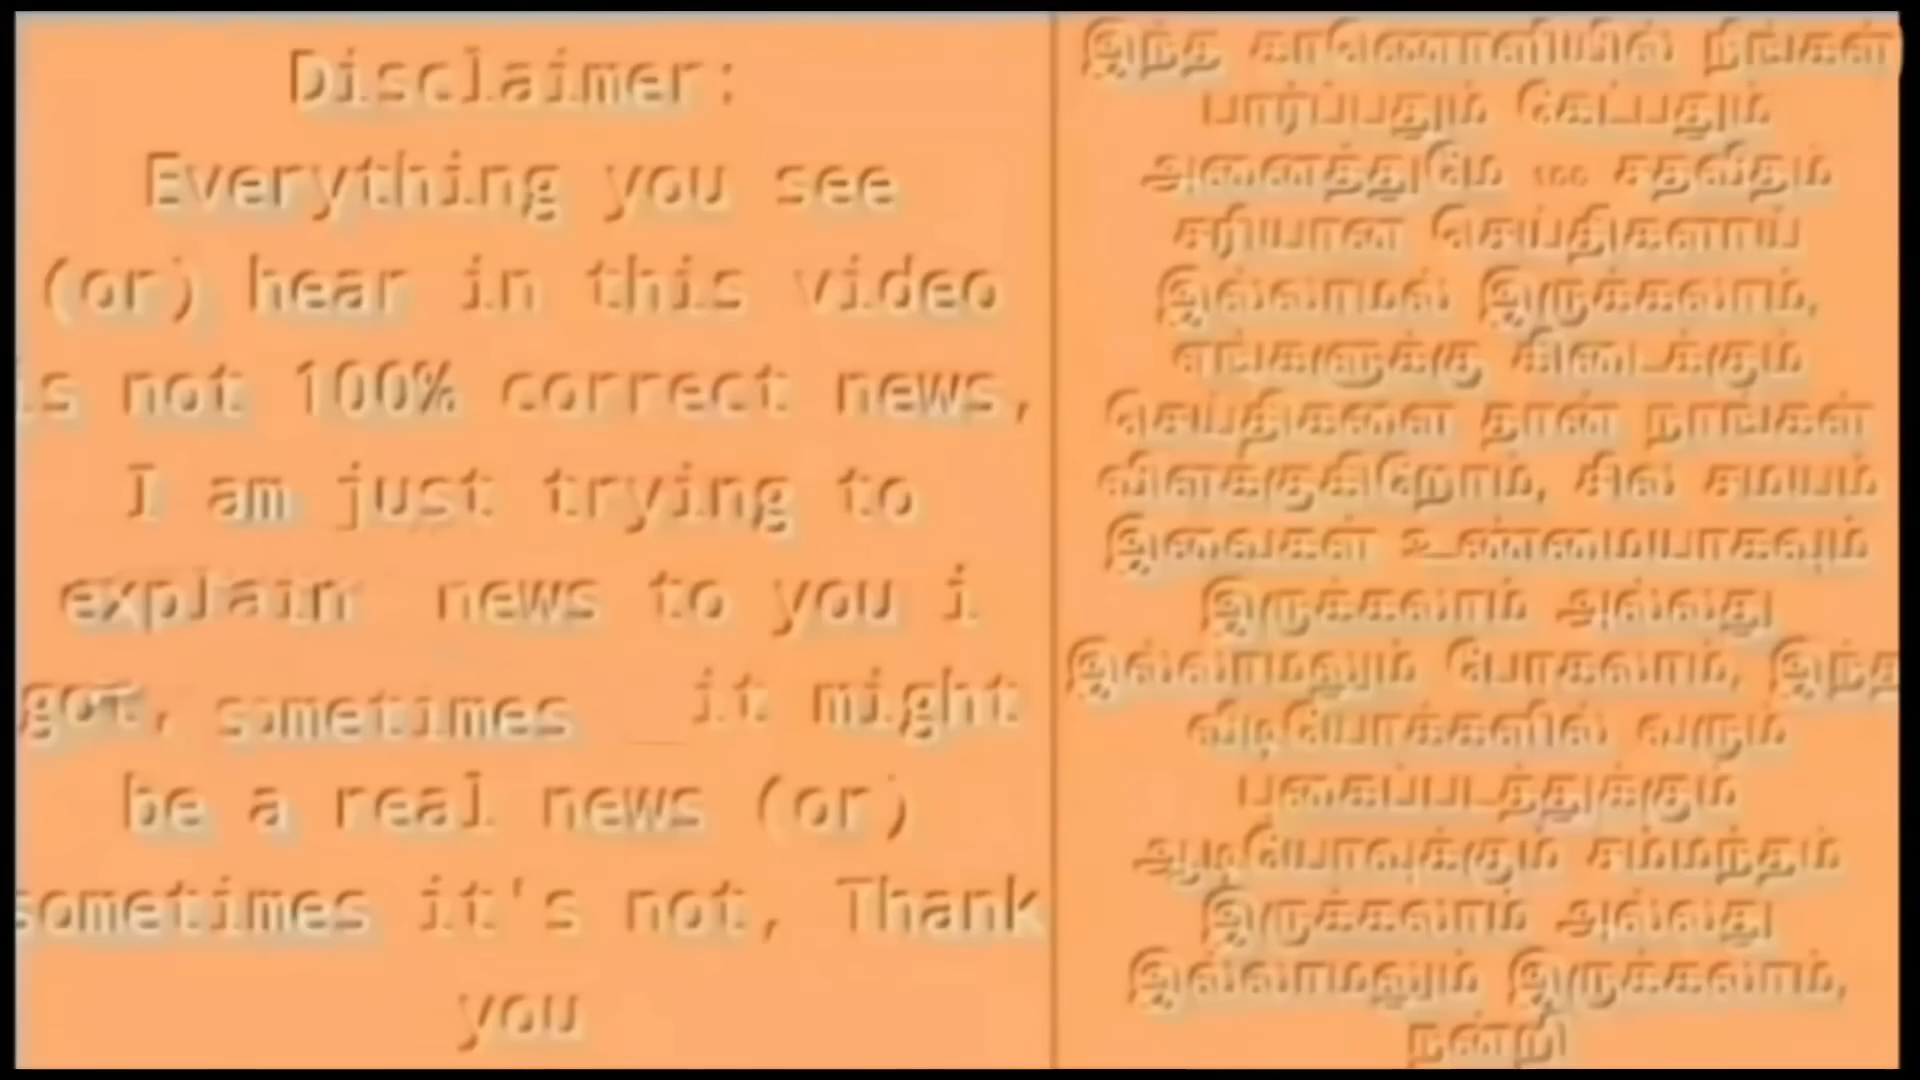 Disclaimer:
Everything you see
(or) hear in this video
is not 100% correct news,
I am just trying to
explain news to you i
got, sometimes it might
be a real news (or)
sometimes it's not, Thank
you
இந்த காணொளியில் நீங்கள்
பார்ப்பதும் கேட்பதும்
அனைத்துமே 100 சதவீதம்
சரியான செய்திகளாய்
இல்லாமல் இருக்கலாம்,
எங்களுக்கு கிடைக்கும்
செய்திகளை தான் நாங்கள்
விளக்குகிறோம், சில சமயம்
இவைகள் உண்மையாகவும்
இருக்கலாம் அல்லது
இல்லாமலும் போகலாம், இந்த
வீடியோக்களில் வரும்
புகைப்படத்துக்கும்
ஆடியோவுக்கும் சம்மந்தம்
இருக்கலாம் அல்லது
இல்லாமலும் இருக்கலாம்,
நன்றி